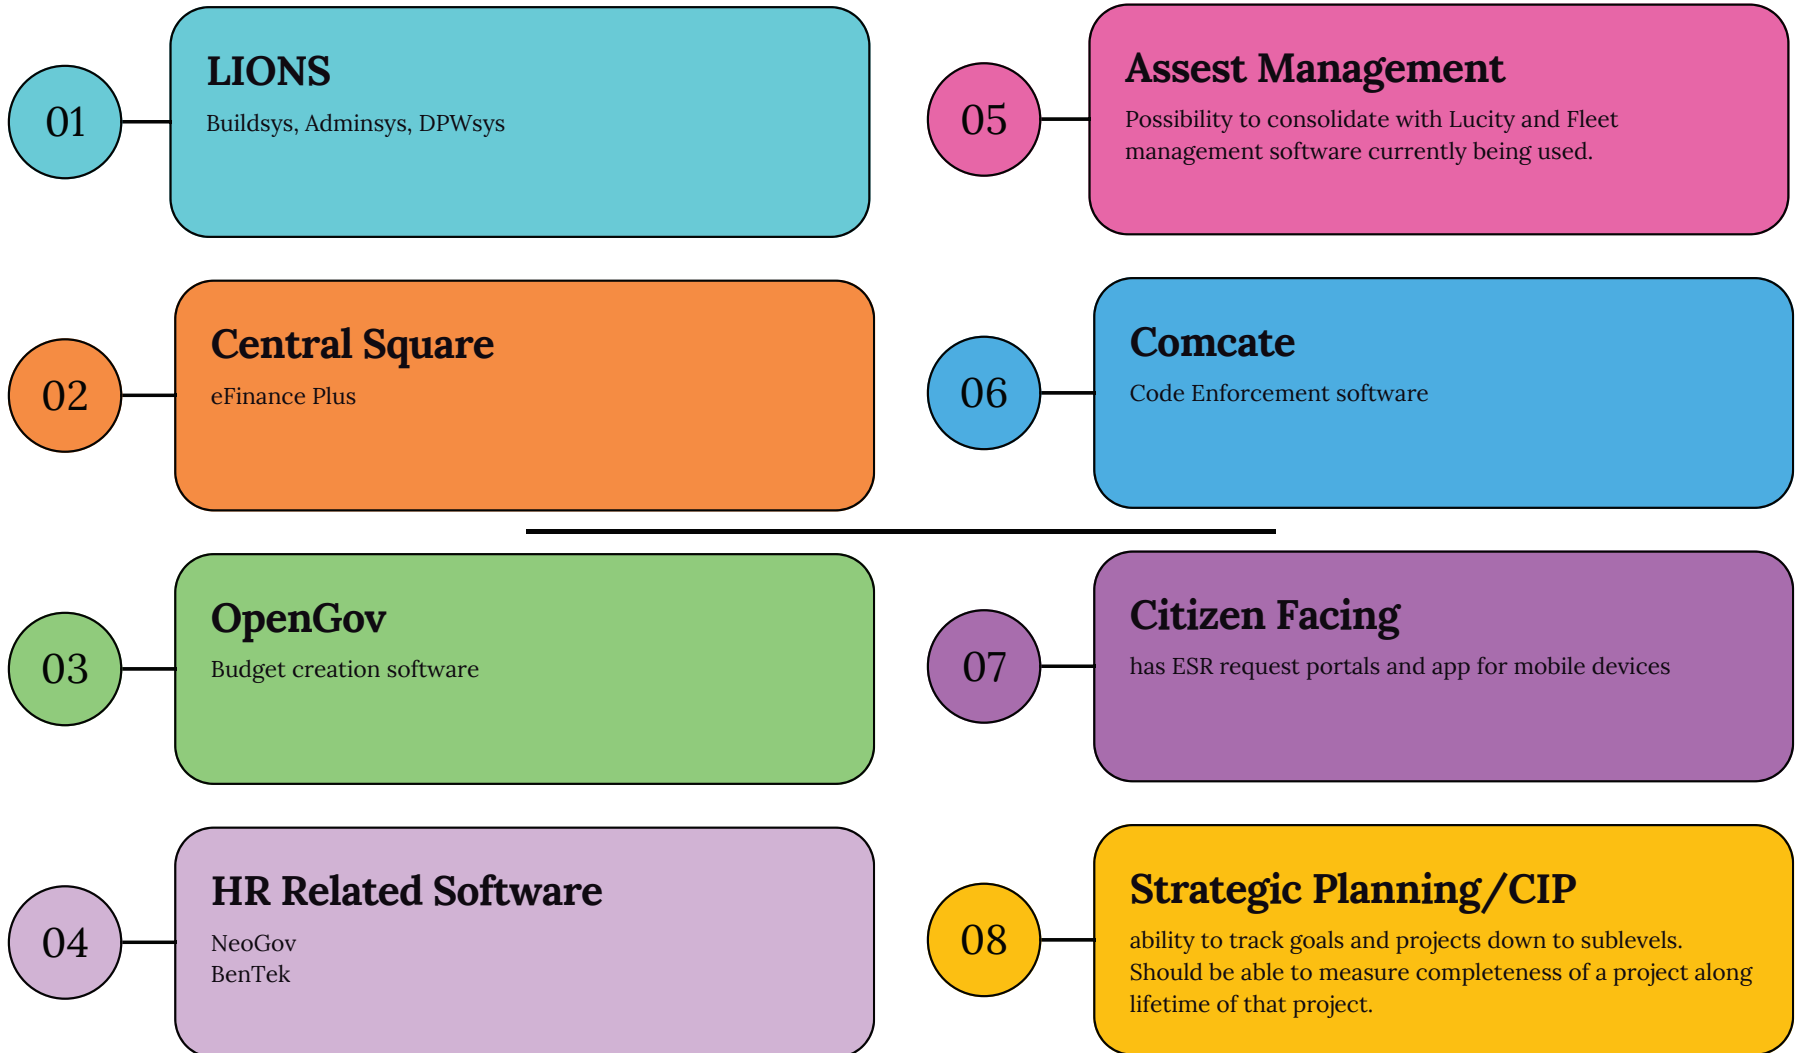 01
LIONS
Buildsys, Adminsys, DPWsys
02
Central Square
eFinance Plus
03
OpenGov
Budget creation software
04
HR Related Software
NeoGov
BenTek
05
Assest Management
Possibility to consolidate with Lucity and Fleet
management software currently being used.
06
Comcate
Code Enforcement software
07
Citizen Facing
has ESR request portals and app for mobile devices
08
Strategic Planning/CIP
ability to track goals and projects down to sublevels.
Should be able to measure completeness of a project along
lifetime of that project.